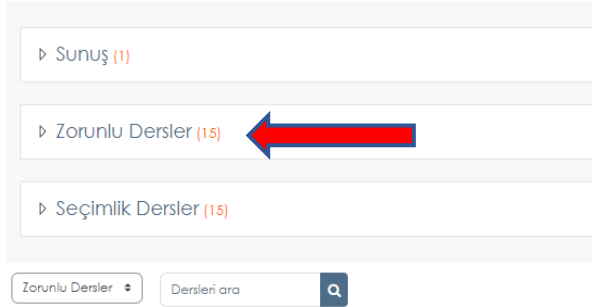 Sunuş (1)
Zorunlu Dersler (15)
Seçimlik Dersler (15)
Zorunlu Dersler
Dersleri ara